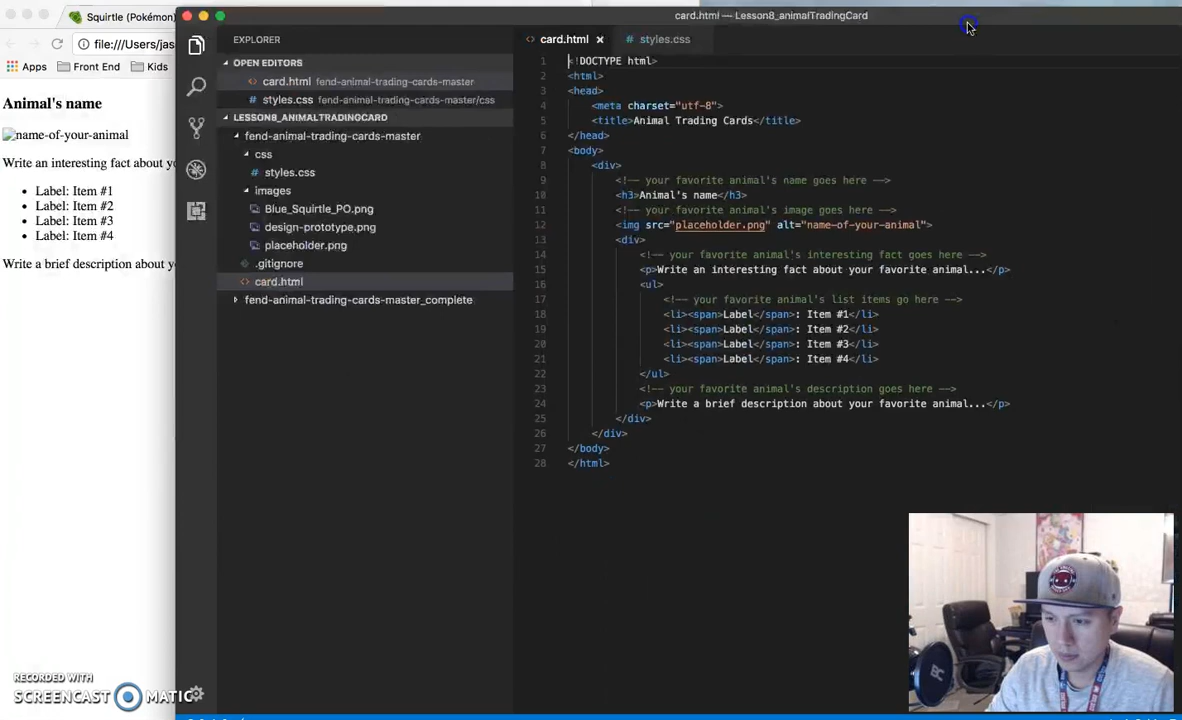 Squirtle (Pokémon)
file:///Users/jas
Apps Front End Books
Animal's name
name-of-your-animal
Write an interesting fact about yo
Label: Item #1
Label: Item #2
Label: Item #3
Label: Item #4
Write a brief description about y
card.html — Lesson8_animalTradingCard
EXPLORER
OPEN EDITORS
card.html fend-animal-trading-cards-master
styles.css fend-animal-trading-cards-master/css
LESSON8_ANIMALTRADINGCARD
fend-animal-trading-cards-master
css
styles.css
images
Blue_Squirtle_PO.png
design-prototype.png
placeholder.png
.gitignore
card.html
fend-animal-trading-cards-master_complete
card.html styles.css
1 <!DOCTYPE html>
2 <html>
3 <head>
4 <meta charset="utf-8">
5 <title>Animal Trading Cards</title>
6 </head>
7 <body>
8 <div>
9 <!-- your favorite animal's name goes here -->
10 <h3>Animal's name</h3>
11 <!-- your favorite animal's image goes here -->
12 <img src="placeholder.png" alt="name-of-your-animal">
13 <div>
14 <!-- your favorite animal's interesting fact goes here -->
15 <p>Write an interesting fact about your favorite animal...</p>
16 <ul>
17 <!-- your favorite animal's list items go here -->
18 <li><span>Label</span>: Item #1</li>
19 <li><span>Label</span>: Item #2</li>
20 <li><span>Label</span>: Item #3</li>
21 <li><span>Label</span>: Item #4</li>
22 </ul>
23 <!-- your favorite animal's description goes here -->
24 <p>Write a brief description about your favorite animal...</p>
25 </div>
26 </div>
27 </body>
28 </html>
RECORDED WITH
SCREENCAST MATIC